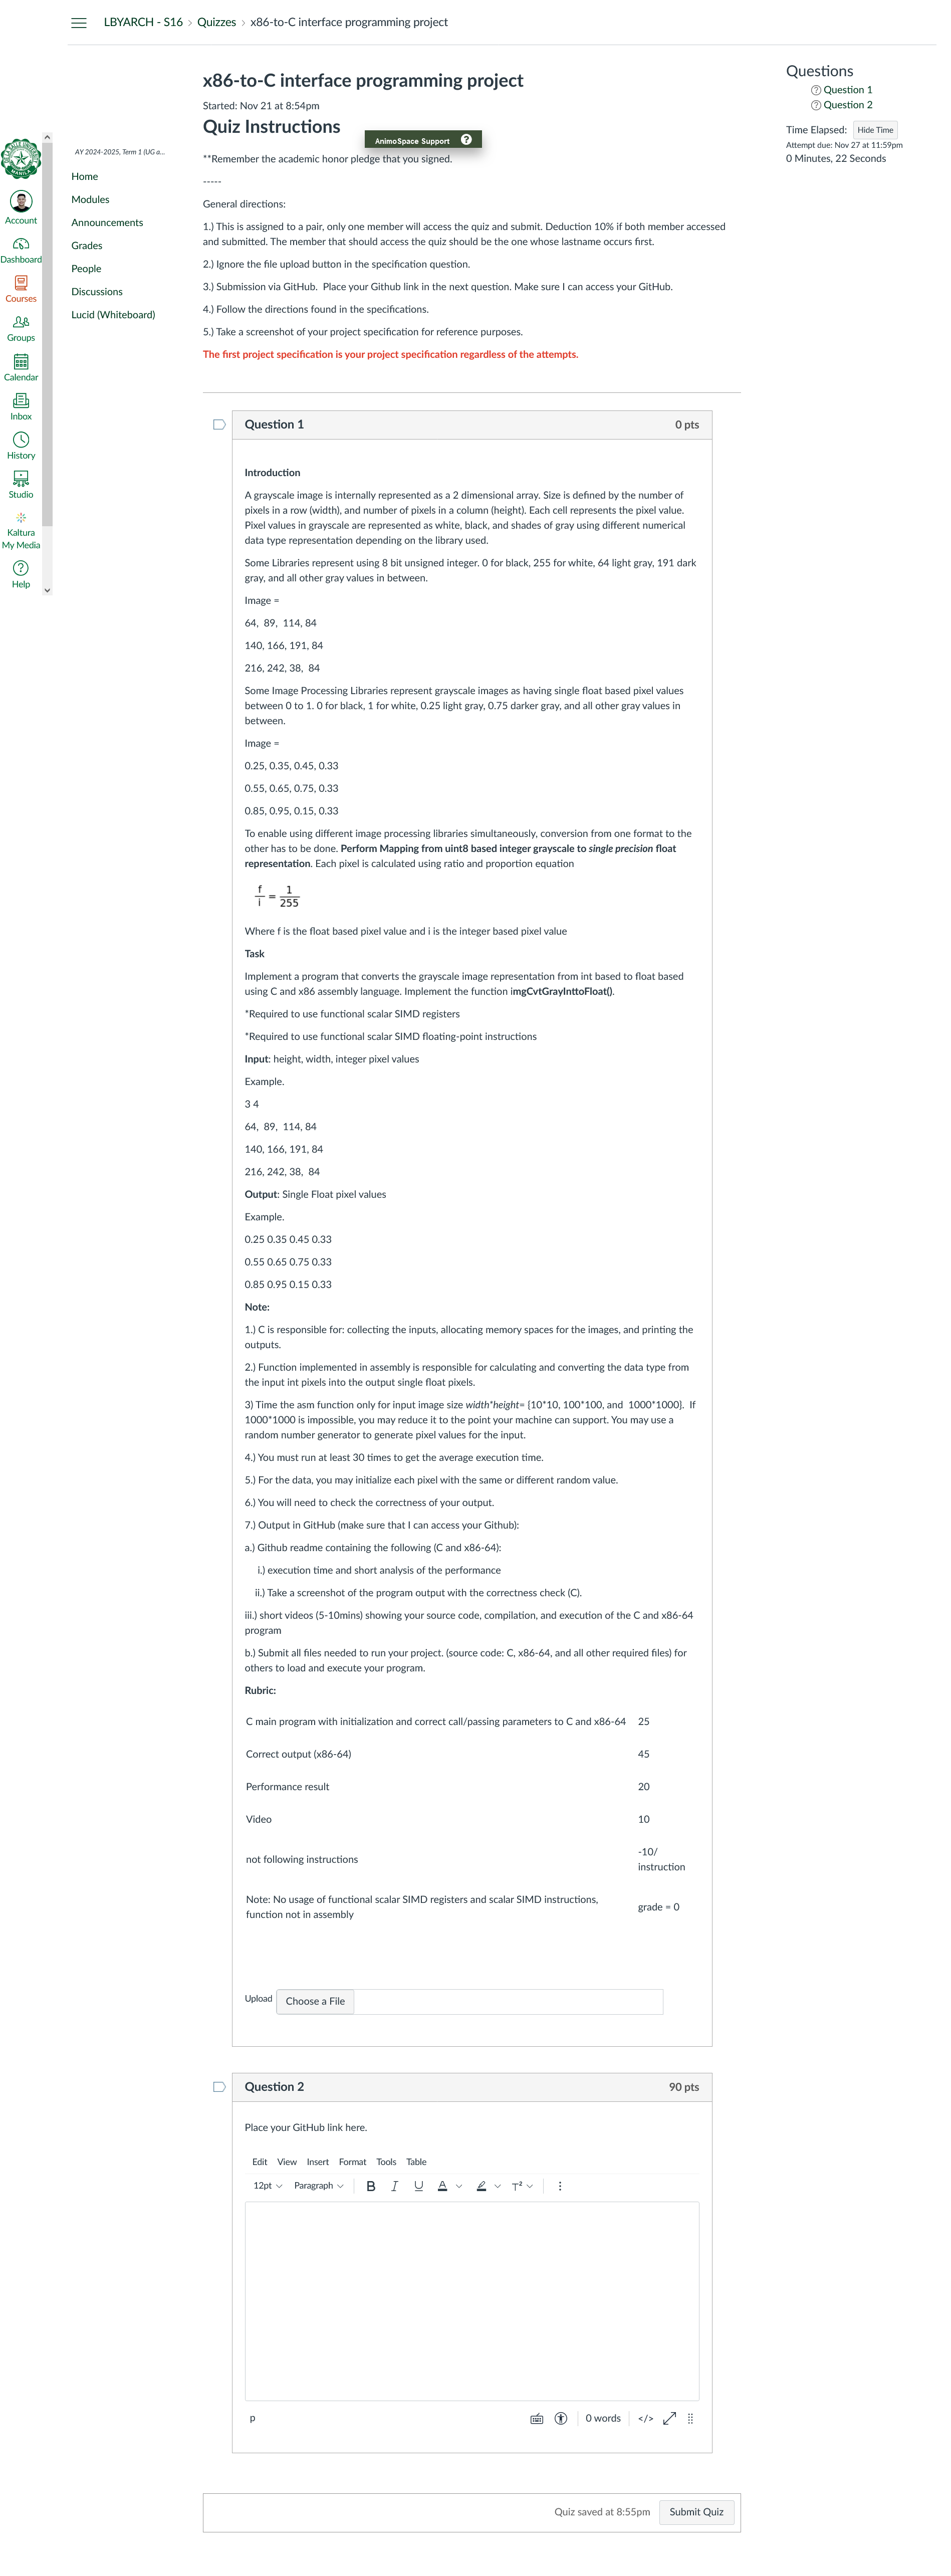 LBYARCH - S16 › Quizzes › x86-to-C interface programming project
x86-to-C interface programming project
Started: Nov 21 at 8:54pm
Quiz Instructions
AnimoSpace Support
**Remember the academic honor pledge that you signed.
-----
General directions:
1.) This is assigned to a pair, only one member will access the quiz and submit. Deduction 10% if both member accessed
and submitted. The member that should access the quiz should be the one whose lastname occurs first.
2.) Ignore the file upload button in the specification question.
3.) Submission via GitHub.  Place your Github link in the next question. Make sure I can access your GitHub.
4.) Follow the directions found in the specifications.
5.) Take a screenshot of your project specification for reference purposes.
The first project specification is your project specification regardless of the attempts.
Questions
Question 1
Question 2
Time Elapsed: Hide Time
Attempt due: Nov 27 at 11:59pm
0 Minutes, 22 Seconds
Account
Dashboard
Courses
Groups
Calendar
Inbox
History
Studio
Kaltura
My Media
Help
AY 2024-2025, Term 1 (UG a...
Home
Modules
Announcements
Grades
People
Discussions
Lucid (Whiteboard)
Question 1 0 pts
Introduction
A grayscale image is internally represented as a 2 dimensional array. Size is defined by the number of
pixels in a row (width), and number of pixels in a column (height). Each cell represents the pixel value.
Pixel values in grayscale are represented as white, black, and shades of gray using different numerical
data type representation depending on the library used.
Some Libraries represent using 8 bit unsigned integer. 0 for black, 255 for white, 64 light gray, 191 dark
gray, and all other gray values in between.
Image =
64,  89,  114, 84
140, 166, 191, 84
216, 242, 38,  84
Some Image Processing Libraries represent grayscale images as having single float based pixel values
between 0 to 1. 0 for black, 1 for white, 0.25 light gray, 0.75 darker gray, and all other gray values in
between.
Image =
0.25, 0.35, 0.45, 0.33
0.55, 0.65, 0.75, 0.33
0.85, 0.95, 0.15, 0.33
To enable using different image processing libraries simultaneously, conversion from one format to the
other has to be done. Perform Mapping from uint8 based integer grayscale to single precision float
representation. Each pixel is calculated using ratio and proportion equation
f/i = 1/255
Where f is the float based pixel value and i is the integer based pixel value
Task
Implement a program that converts the grayscale image representation from int based to float based
using C and x86 assembly language. Implement the function imgCvtGrayInttoFloat().
*Required to use functional scalar SIMD registers
*Required to use functional scalar SIMD floating-point instructions
Input: height, width, integer pixel values
Example.
3 4
64,  89,  114, 84
140, 166, 191, 84
216, 242, 38,  84
Output: Single Float pixel values
Example.
0.25 0.35 0.45 0.33
0.55 0.65 0.75 0.33
0.85 0.95 0.15 0.33
Note:
1.) C is responsible for: collecting the inputs, allocating memory spaces for the images, and printing the
outputs.
2.) Function implemented in assembly is responsible for calculating and converting the data type from
the input int pixels into the output single float pixels.
3) Time the asm function only for input image size width*height= {10*10, 100*100, and  1000*1000}.  If
1000*1000 is impossible, you may reduce it to the point your machine can support. You may use a
random number generator to generate pixel values for the input.
4.) You must run at least 30 times to get the average execution time.
5.) For the data, you may initialize each pixel with the same or different random value.
6.) You will need to check the correctness of your output.
7.) Output in GitHub (make sure that I can access your Github):
a.) Github readme containing the following (C and x86-64):
i.) execution time and short analysis of the performance
ii.) Take a screenshot of the program output with the correctness check (C).
iii.) short videos (5-10mins) showing your source code, compilation, and execution of the C and x86-64
program
b.) Submit all files needed to run your project. (source code: C, x86-64, and all other required files) for
others to load and execute your program.
Rubric:
C main program with initialization and correct call/passing parameters to C and x86-64 25
Correct output (x86-64) 45
Performance result 20
Video 10
not following instructions -10/
instruction
Note: No usage of functional scalar SIMD registers and scalar SIMD instructions,
function not in assembly grade = 0
Upload Choose a File
Question 2 90 pts
Place your GitHub link here.
Edit View Insert Format Tools Table
12pt Paragraph B I U A T²
p 0 words </>
Quiz saved at 8:55pm Submit Quiz